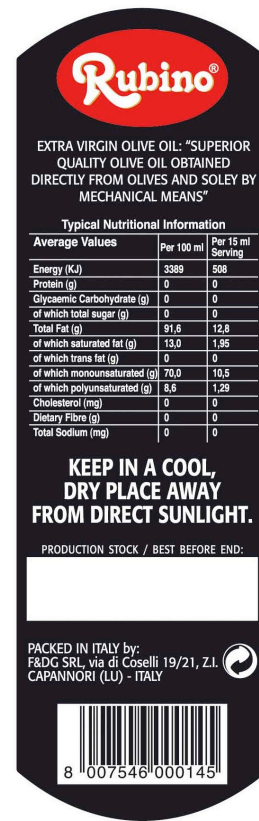 Rubino®
EXTRA VIRGIN OLIVE OIL: “SUPERIOR
QUALITY OLIVE OIL OBTAINED
DIRECTLY FROM OLIVES AND SOLEY BY
MECHANICAL MEANS”
Typical Nutritional Information
Average Values Per 100 ml Per 15 ml Serving
Energy (KJ) 3389 508
Protein (g) 0 0
Glycaemic Carbohydrate (g) 0 0
of which total sugar (g) 0 0
Total Fat (g) 91,6 12,8
of which saturated fat (g) 13,0 1,95
of which trans fat (g) 0 0
of which monounsaturated (g) 70,0 10,5
of which polyunsaturated (g) 8,6 1,29
Cholesterol (mg) 0 0
Dietary Fibre (g) 0 0
Total Sodium (mg) 0 0
KEEP IN A COOL,
DRY PLACE AWAY
FROM DIRECT SUNLIGHT.
PRODUCTION STOCK / BEST BEFORE END:
PACKED IN ITALY by:
F&DG SRL, via di Coselli 19/21, Z.I.
CAPANNORI (LU) - ITALY
8 007546 000145